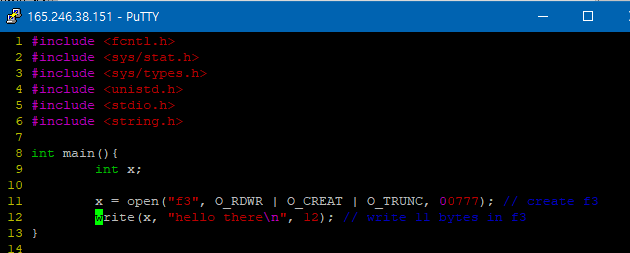 165.246.38.151 - PuTTY
1 #include <fcntl.h>
2 #include <sys/stat.h>
3 #include <sys/types.h>
4 #include <unistd.h>
5 #include <stdio.h>
6 #include <string.h>
7
8 int main(){
9 int x;
10
11 x = open("f3", O_RDWR | O_CREAT | O_TRUNC, 00777); // create f3
12 write(x, "hello there\n", 12); // write 11 bytes in f3
13 }
14